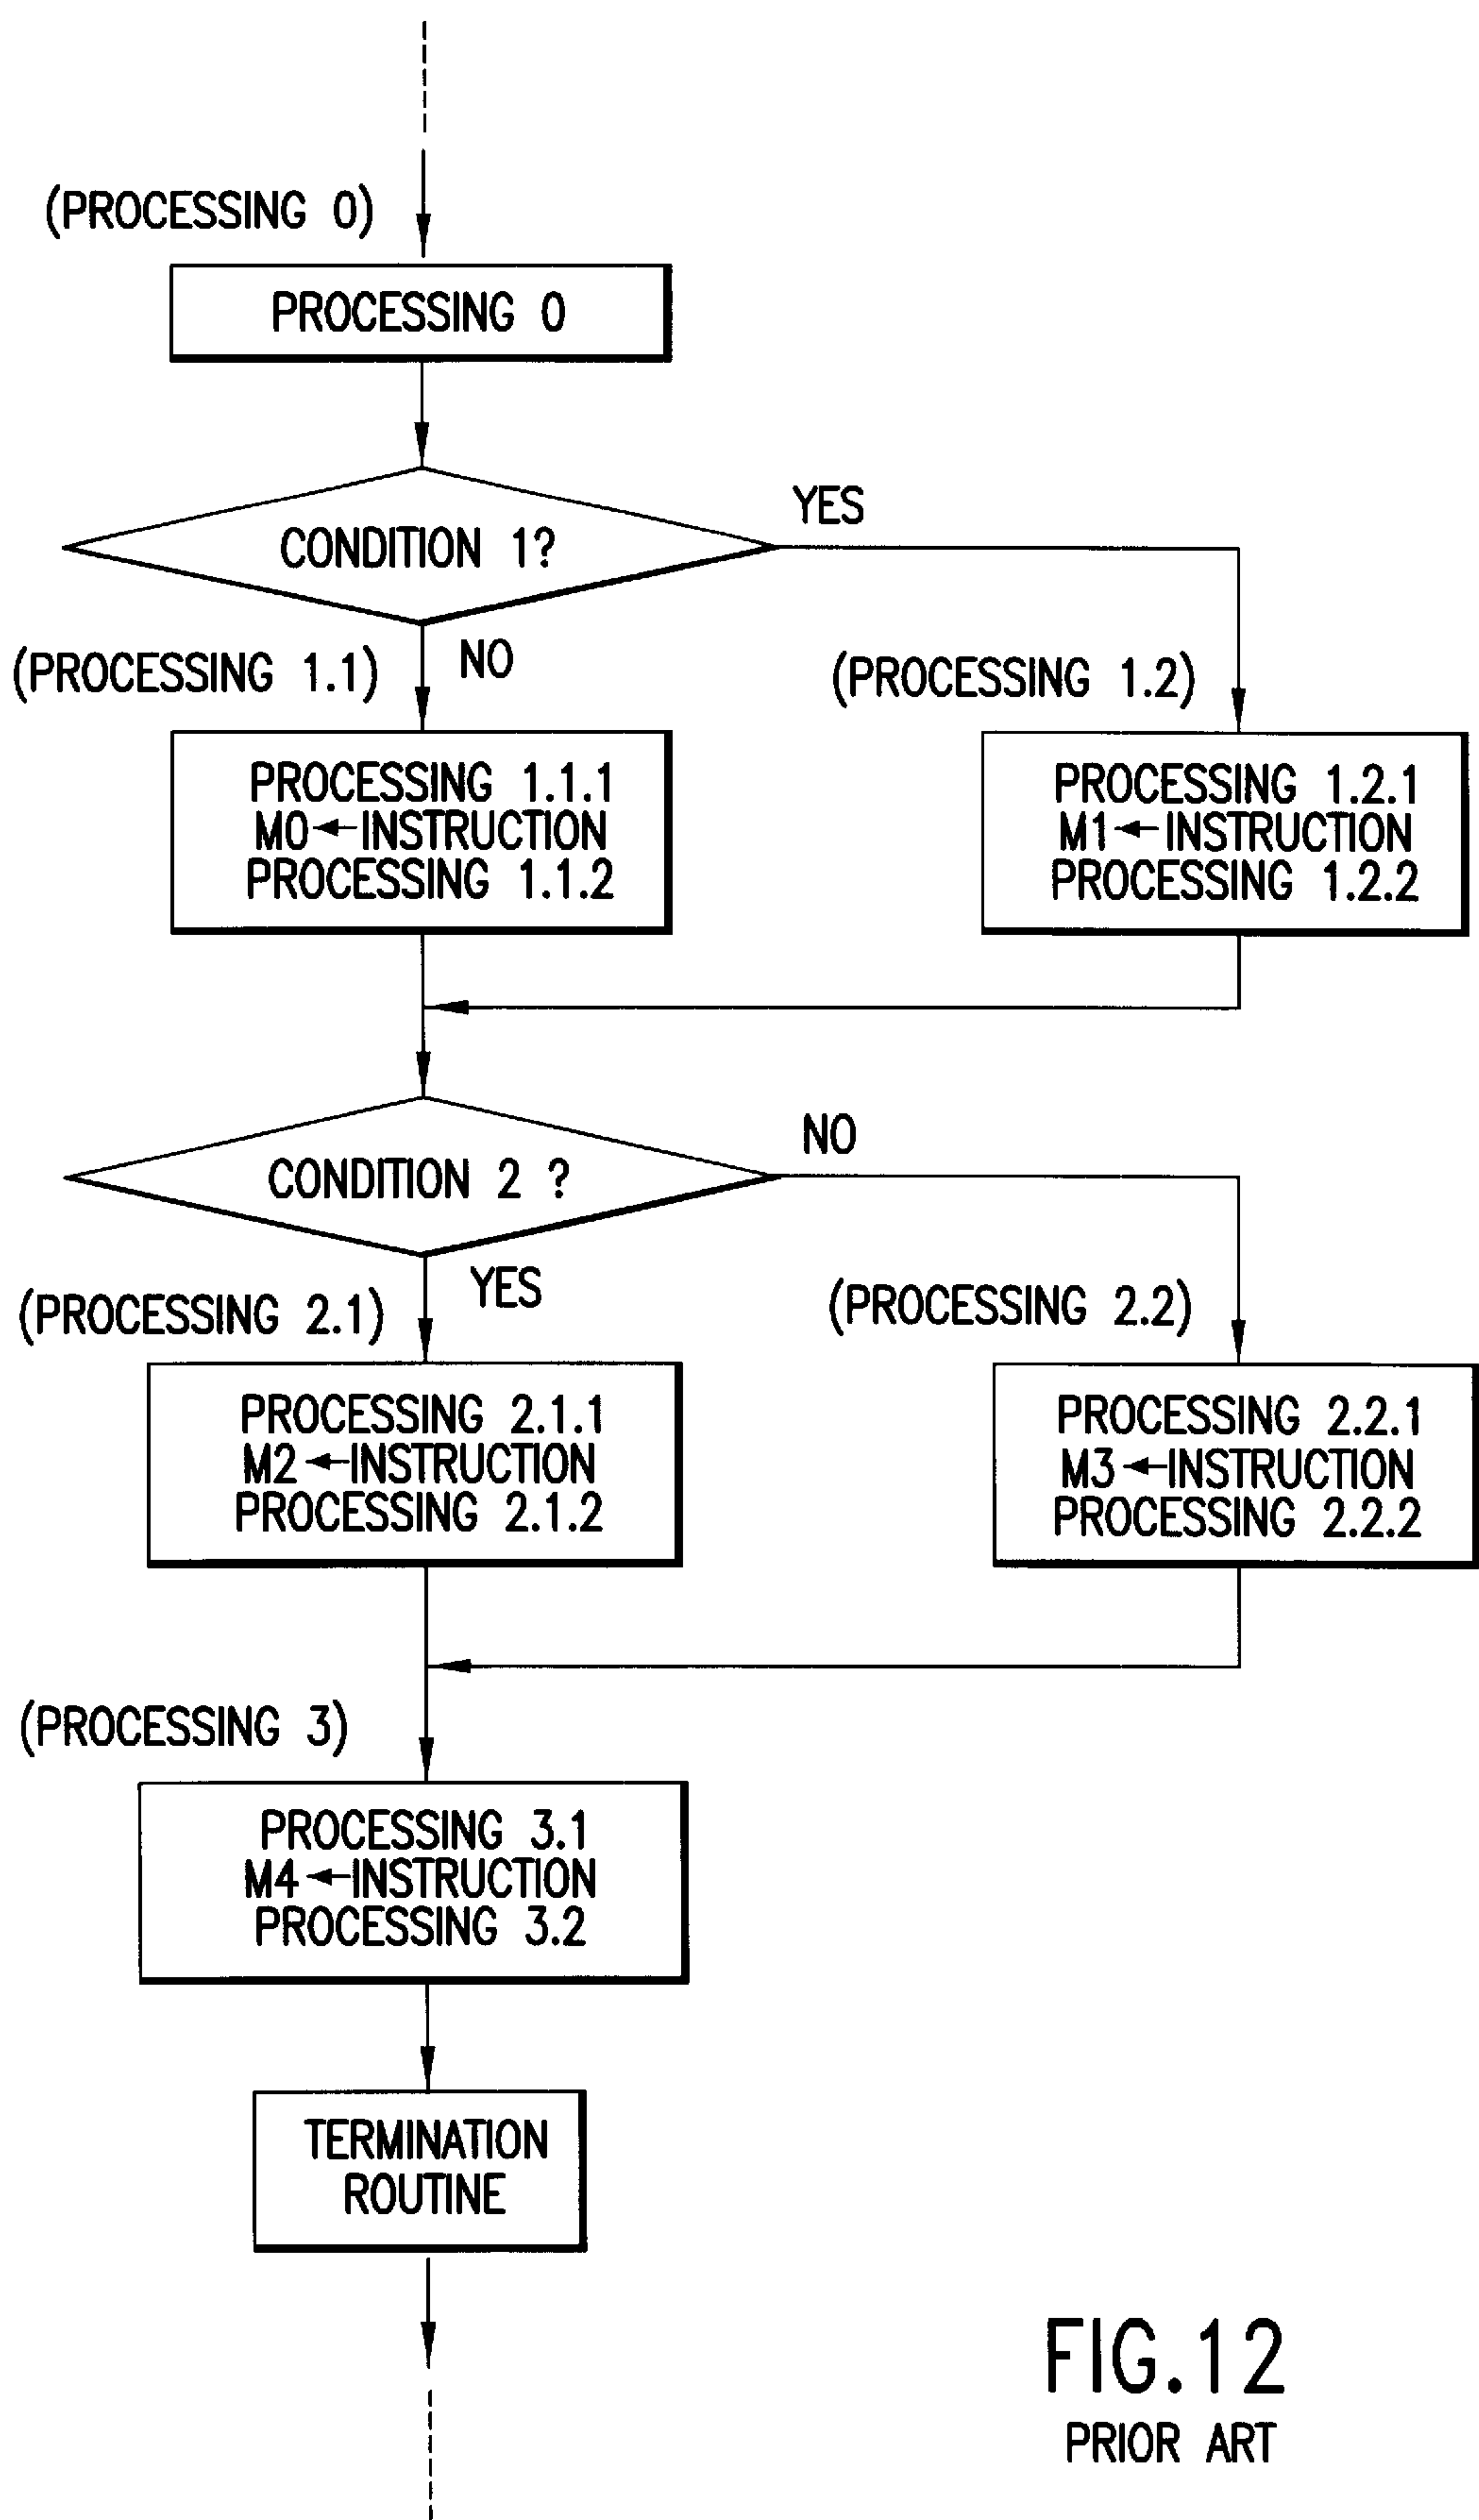 (PROCESSING 0)
PROCESSING 0
CONDITION 1?
YES
NO
(PROCESSING 1.1)
(PROCESSING 1.2)
PROCESSING 1.1.1
M0←INSTRUCTION
PROCESSING 1.1.2
PROCESSING 1.2.1
M1←INSTRUCTION
PROCESSING 1.2.2
CONDITION 2 ?
NO
YES
(PROCESSING 2.1)
(PROCESSING 2.2)
PROCESSING 2.1.1
M2←INSTRUCTION
PROCESSING 2.1.2
PROCESSING 2.2.1
M3←INSTRUCTION
PROCESSING 2.2.2
(PROCESSING 3)
PROCESSING 3.1
M4←INSTRUCTION
PROCESSING 3.2
TERMINATION
ROUTINE
FIG.12
PRIOR ART